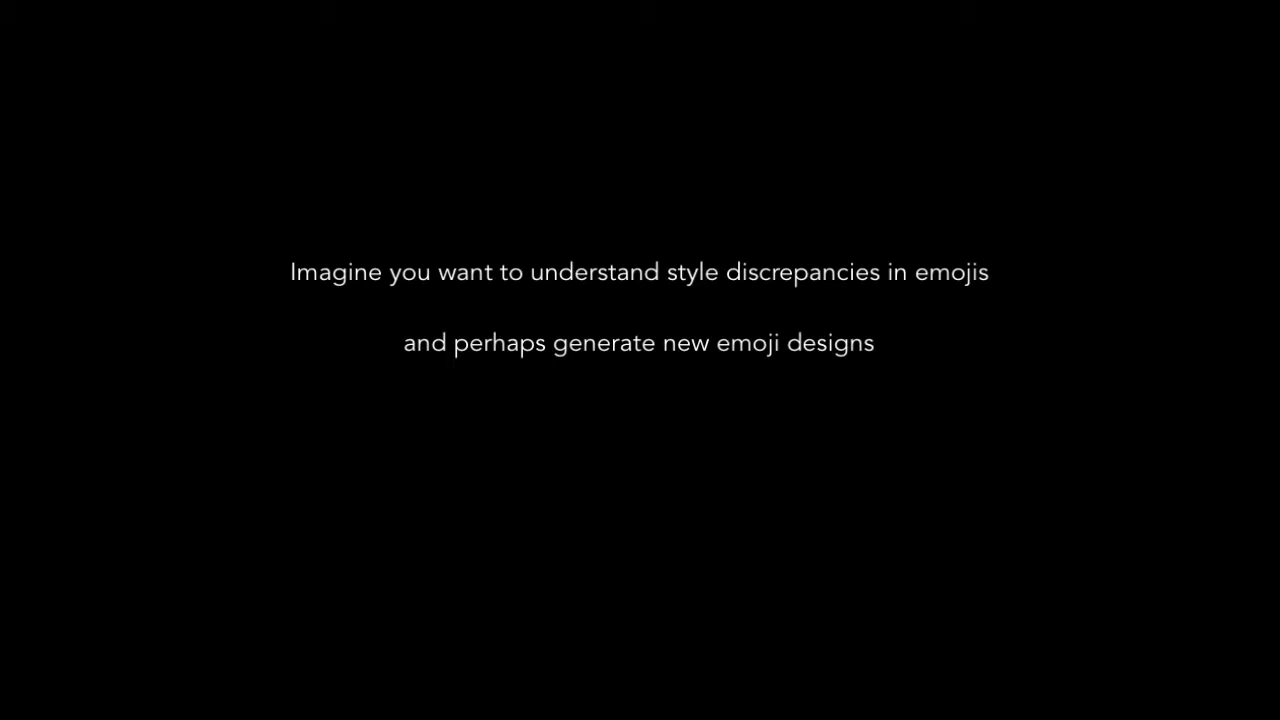 Imagine you want to understand style discrepancies in emojis
and perhaps generate new emoji designs